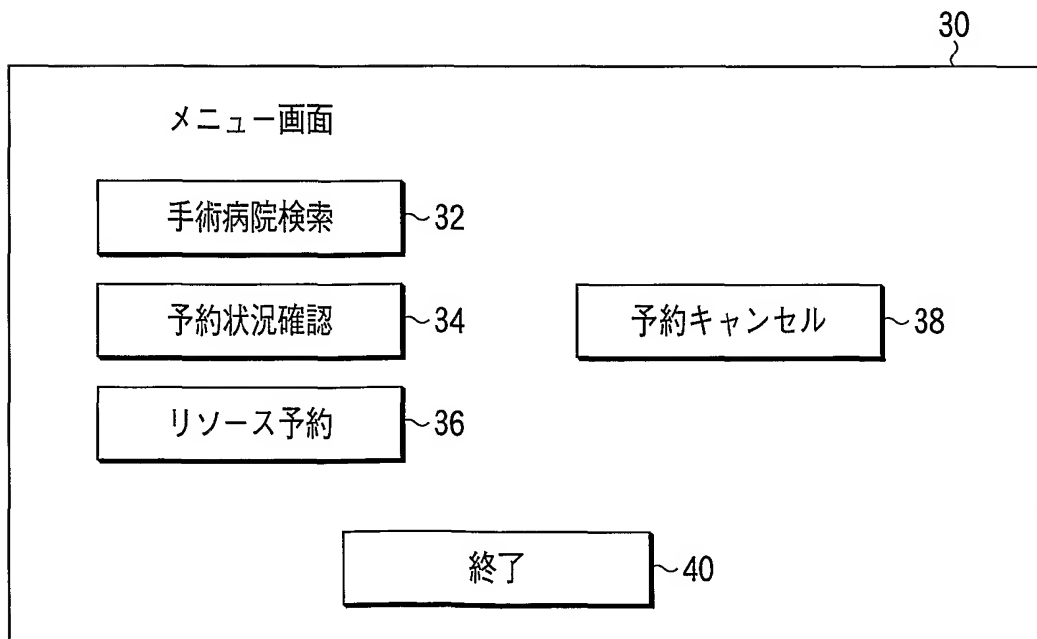 30
メニュー画面
手術病院検索 32
予約状況確認 34
予約キャンセル 38
リソース予約 36
終了 40